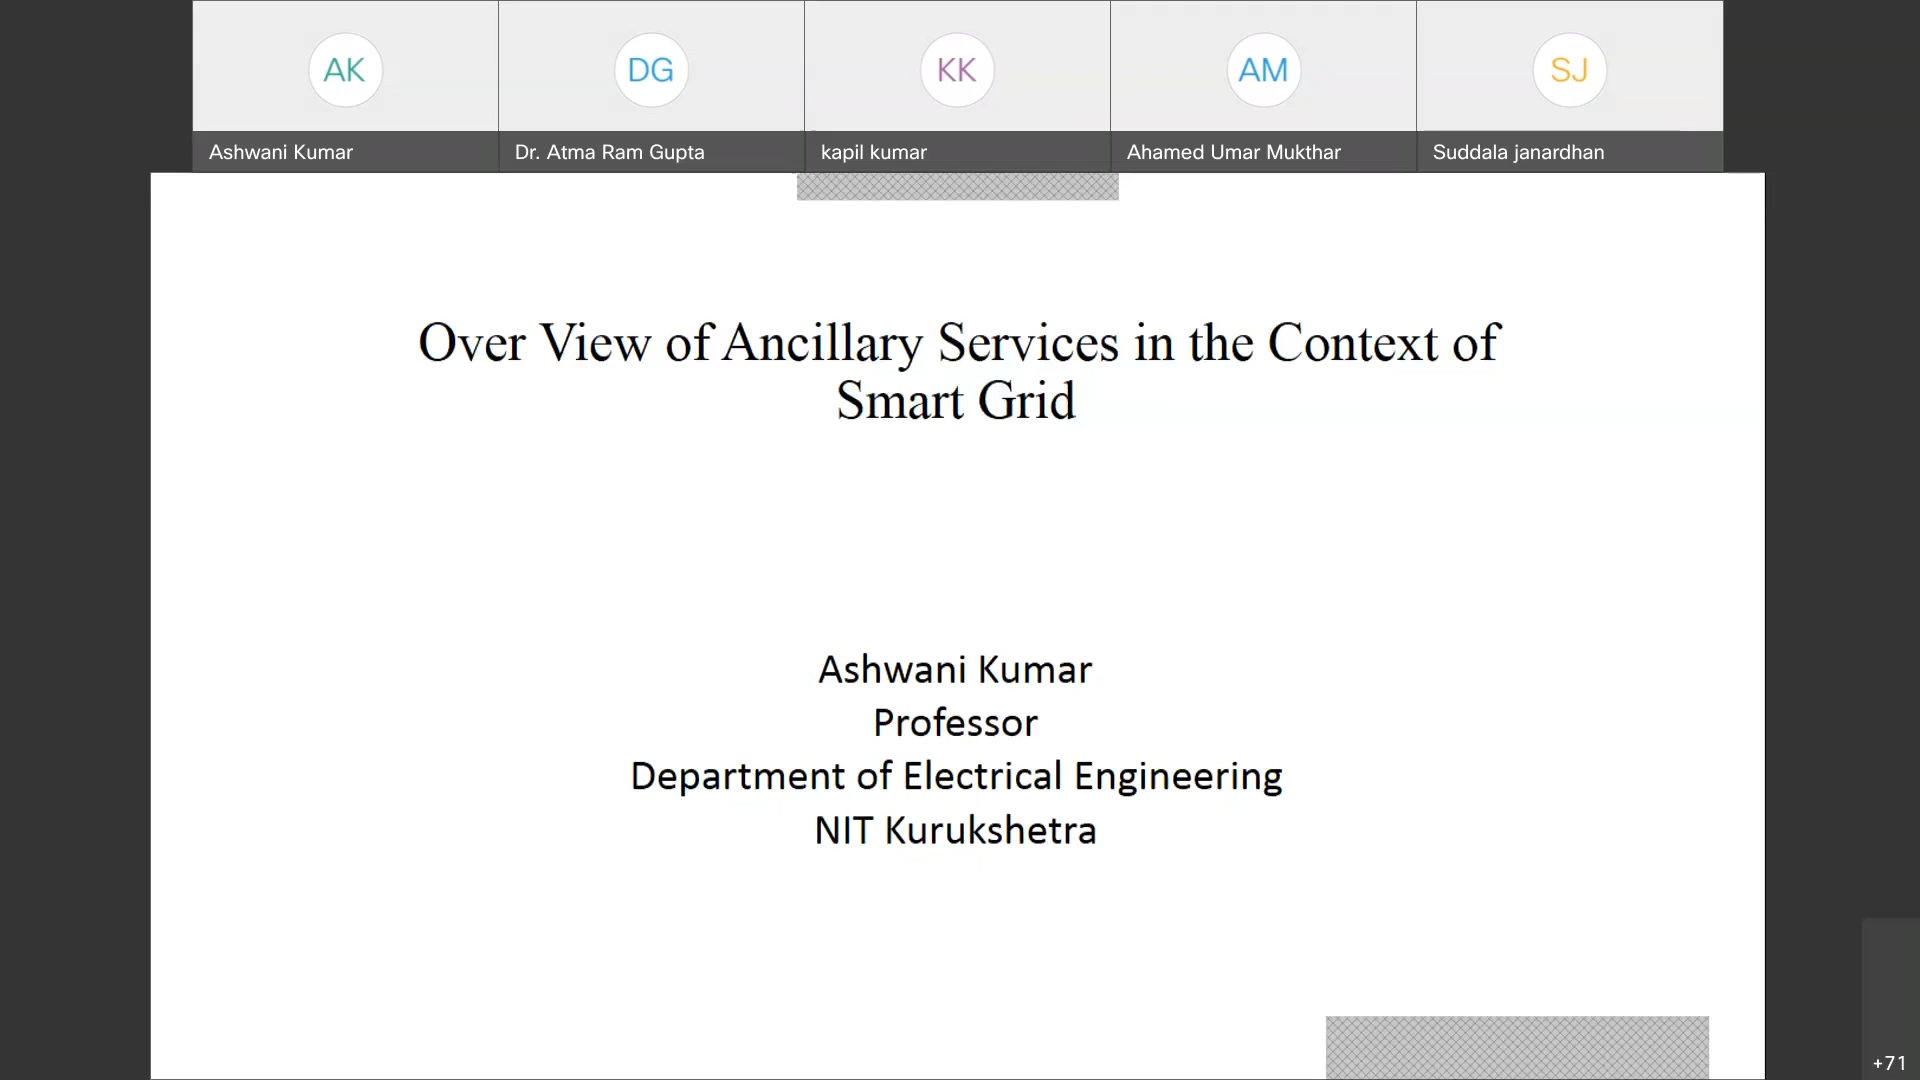 AK
DG
KK
AM
SJ
Ashwani Kumar
Dr. Atma Ram Gupta
kapil kumar
Ahamed Umar Mukthar
Suddala janardhan
Over View of Ancillary Services in the Context of
Smart Grid
Ashwani Kumar
Professor
Department of Electrical Engineering
NIT Kurukshetra
+71